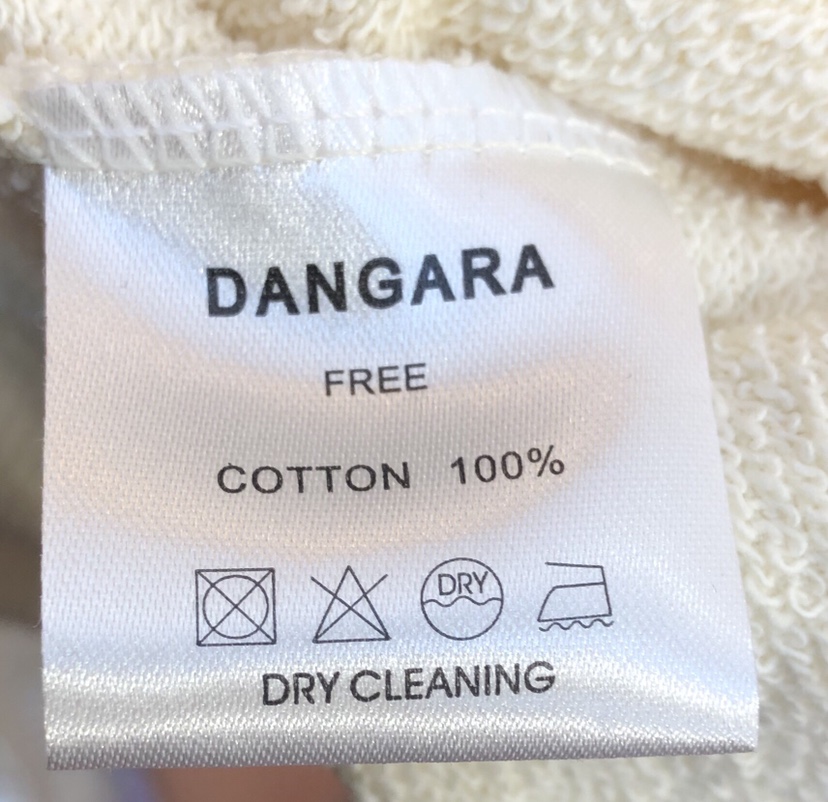 DANGARA
FREE
COTTON 100%
DRY
DRY CLEANING